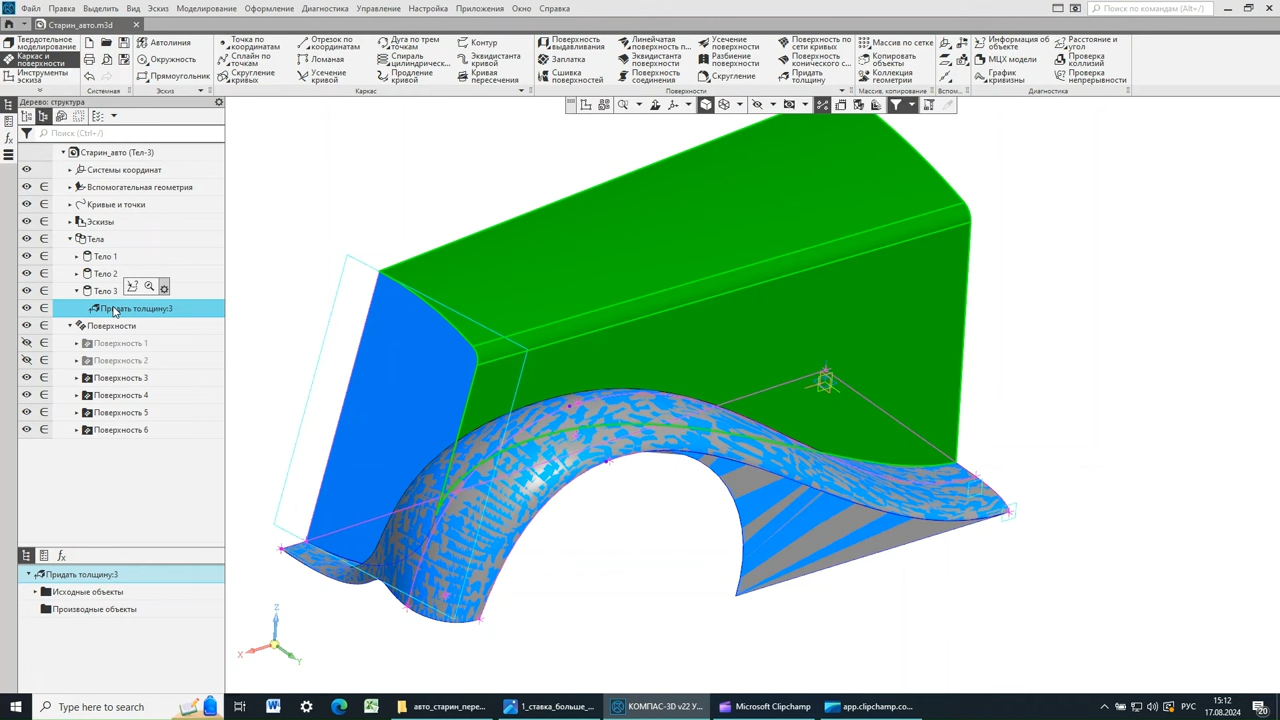 Файл Правка Выделить Вид Эскиз Моделирование Оформление Диагностика Управление Настройка Приложения Окно Справка
Поиск по командам (Alt+/)
Старин_авто.m3d
Твердотельное моделирование
Каркас и поверхности
Инструменты эскиза
Автолиния
Окружность
Прямоугольник
Точка по координатам
Сплайн по точкам
Скругление кривых
Отрезок по координатам
Ломаная
Усечение кривой
Дуга по трем точкам
Спираль цилиндрическ...
Продление кривой
Контур
Эквидистанта кривой
Кривая пересечения
Поверхность выдавливания
Заплатка
Сшивка поверхностей
Линейчатая поверхность п...
Эквидистанта поверхности
Поверхность соединения
Усечение поверхности
Разбиение поверхности
Скругление
Поверхность по сети кривых
Поверхность конического с...
Придать толщину
Массив по сетке
Копировать объекты
Коллекция геометрии
Информация об объекте
МЦХ модели
График кривизны
Расстояние и угол
Проверка коллизий
Проверка непрерывности
Системная Эскиз Каркас Поверхности Массив, копирование Вспом... Диагностика
Дерево: структура
Поиск (Ctrl+/)
Старин_авто (Тел-3)
Системы координат
Вспомогательная геометрия
Кривые и точки
Эскизы
Тела
Тело 1
Тело 2
Тело 3
Придать толщину:3
Поверхности
Поверхность 1
Поверхность 2
Поверхность 3
Поверхность 4
Поверхность 5
Поверхность 6
Придать толщину:3
Исходные объекты
Производные объекты
Z
X
Y
Type here to search
авто_старин_пере...
1_ставка_больше_...
КОМПАС-3D v22 У...
Microsoft Clipchamp
app.clipchamp.co...
РУС
15:12
17.08.2024
20